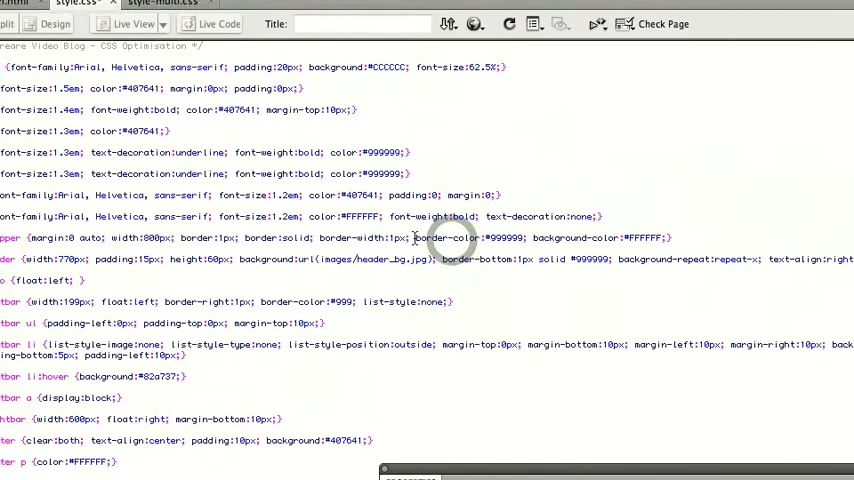 style.css* style-multi.css
Design Live View Live Code Title: Check Page
reare Video Blog - CSS Optimisation */
{font-family:Arial, Helvetica, sans-serif; padding:20px; background:#CCCCCC; font-size:62.5%;}
font-size:1.5em; color:#407641; margin:0px; padding:0px;}
font-size:1.4em; font-weight:bold; color:#407641; margin-top:10px;}
font-size:1.3em; color:#407641;}
font-size:1.3em; text-decoration:underline; font-weight:bold; color:#999999;}
font-size:1.3em; text-decoration:underline; font-weight:bold; color:#999999;}
ont-family:Arial, Helvetica, sans-serif; font-size:1.2em; color:#407641; padding:0; margin:0;}
ont-family:Arial, Helvetica, sans-serif; font-size:1.2em; color:#FFFFFF; font-weight:bold; text-decoration:none;}
pper {margin:0 auto; width:800px; border:1px; border:solid; border-width:1px; border-color:#999999; background-color:#FFFFFF;}
der {width:770px; padding:15px; height:60px; background:url(images/header_bg.jpg); border-bottom:1px solid #999999; background-repeat:repeat-x; text-align:right
o {float:left; }
tbar {width:199px; float:left; border-right:1px; border-color:#999; list-style:none;}
tbar ul {padding-left:0px; padding-top:0px; margin-top:10px;}
tbar li {list-style-image:none; list-style-type:none; list-style-position:outside; margin-top:0px; margin-bottom:10px; margin-left:10px; margin-right:10px; back
ing-bottom:5px; padding-left:10px;}
tbar li:hover {background:#82a737;}
tbar a {display:block;}
htbar {width:600px; float:right; margin-bottom:10px;}
ter {clear:both; text-align:center; padding:10px; background:#407641;}
ter p {color:#FFFFFF;}